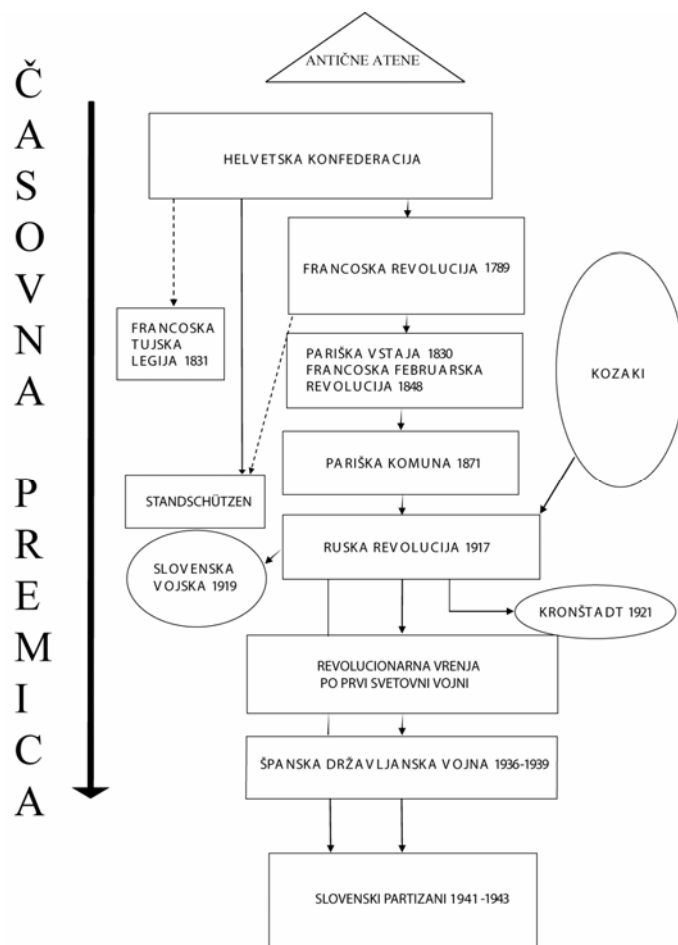 ČASOVNA PREMICA
ANTIČNE ATENE
HELVETSKA KONFEDERACIJA
FRANCOSKA REVOLUCIJA 1789
FRANCOSKA
TUJSKA
LEGIJA 1831
PARIŠKA VSTAJA 1830
FRANCOSKA FEBRUARSKA
REVOLUCIJA 1848
KOZAKI
PARIŠKA KOMUNA 1871
STANDSCHÜTZEN
RUSKA REVOLUCIJA 1917
SLOVENSKA
VOJSKA 1919
KRONŠTADT 1921
REVOLUCIONARNA VRENJA
PO PRVI SVETOVNI VOJNI
ŠPANSKA DRŽAVLJANSKA VOJNA 1936-1939
SLOVENSKI PARTIZANI 1941-1943